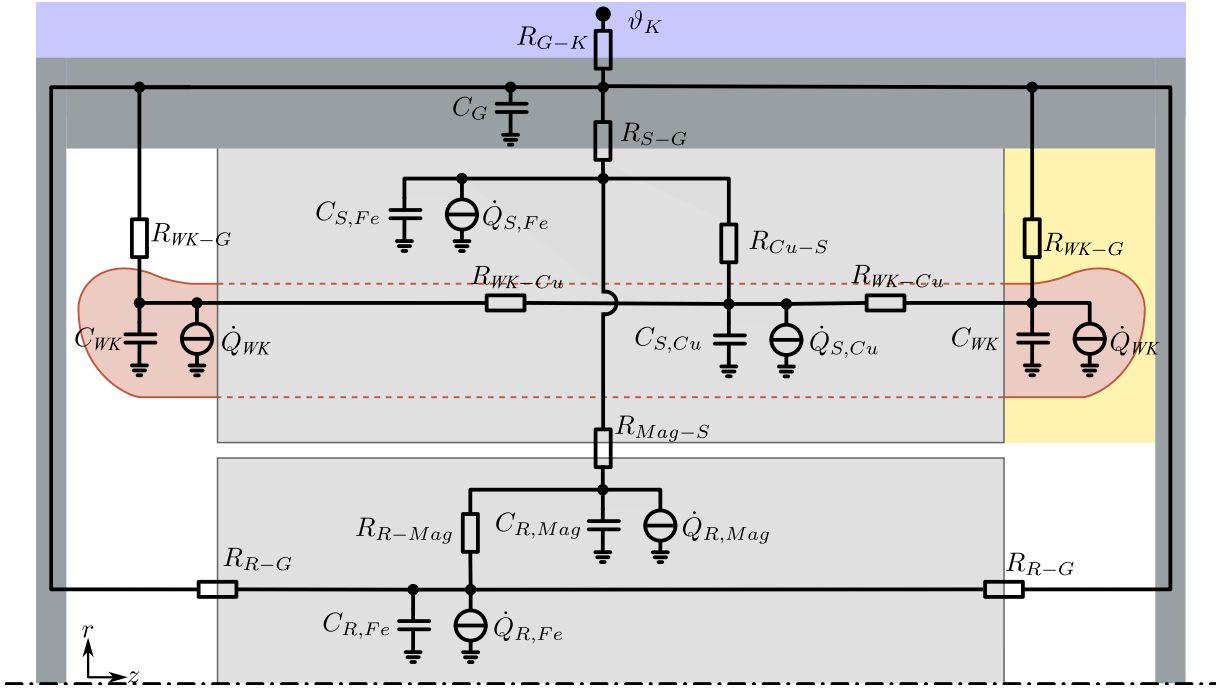 ϑ_K
R_{G−K}
C_G
R_{S−G}
C_{S,Fe}
Q̇_{S,Fe}
R_{WK−G}
R_{Cu−S}
R_{WK−G}
R_{WK−Cu}
R_{WK−Cu}
C_{WK}
Q̇_{WK}
C_{S,Cu}
Q̇_{S,Cu}
C_{WK}
Q̇_{WK}
R_{Mag−S}
R_{R−Mag}
C_{R,Mag}
Q̇_{R,Mag}
R_{R−G}
R_{R−G}
C_{R,Fe}
Q̇_{R,Fe}
r
z